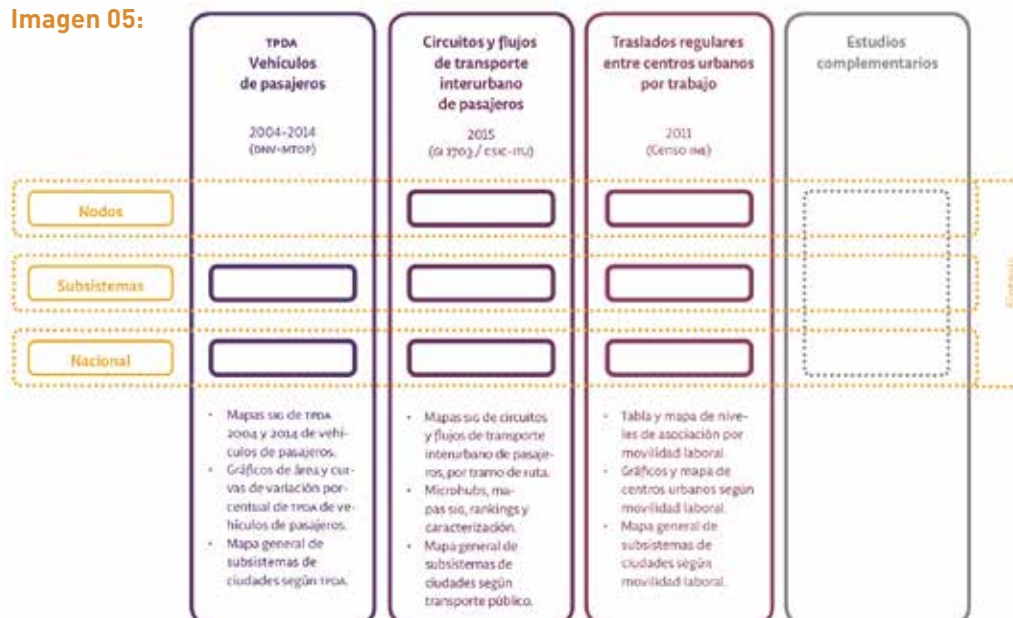 Imagen 05:
TPDA
Vehículos
de pasajeros
2004-2014
(DNV-MTOP)
Circuitos y flujos
de transporte
interurbano
de pasajeros
2015
(GI 1703 / CSIC-ITU)
Traslados regulares
entre centros urbanos
por trabajo
2011
(Censo INE)
Estudios
complementarios
Nodos
Subsistemas
Nacional
• Mapas SIG de TPDA
2004 y 2014 de vehí-
culos de pasajeros.
• Gráficos de área y cur-
vas de variación por-
centual de TPDA de ve-
hículos de pasajeros.
• Mapa general de
subsistemas de
ciudades según TPDA.
• Mapas SIG de circuitos
y flujos de transporte
interurbano de pasaje-
ros, por tramo de ruta.
• Microhubs, ma-
pas SIG, rankings y
caracterización.
• Mapa general de
subsistemas de
ciudades según
transporte público.
• Tabla y mapa de nive-
les de asociación por
movilidad laboral.
• Gráficos y mapa de
centros urbanos según
movilidad laboral.
• Mapa general de
subsistemas de
ciudades según
movilidad laboral.